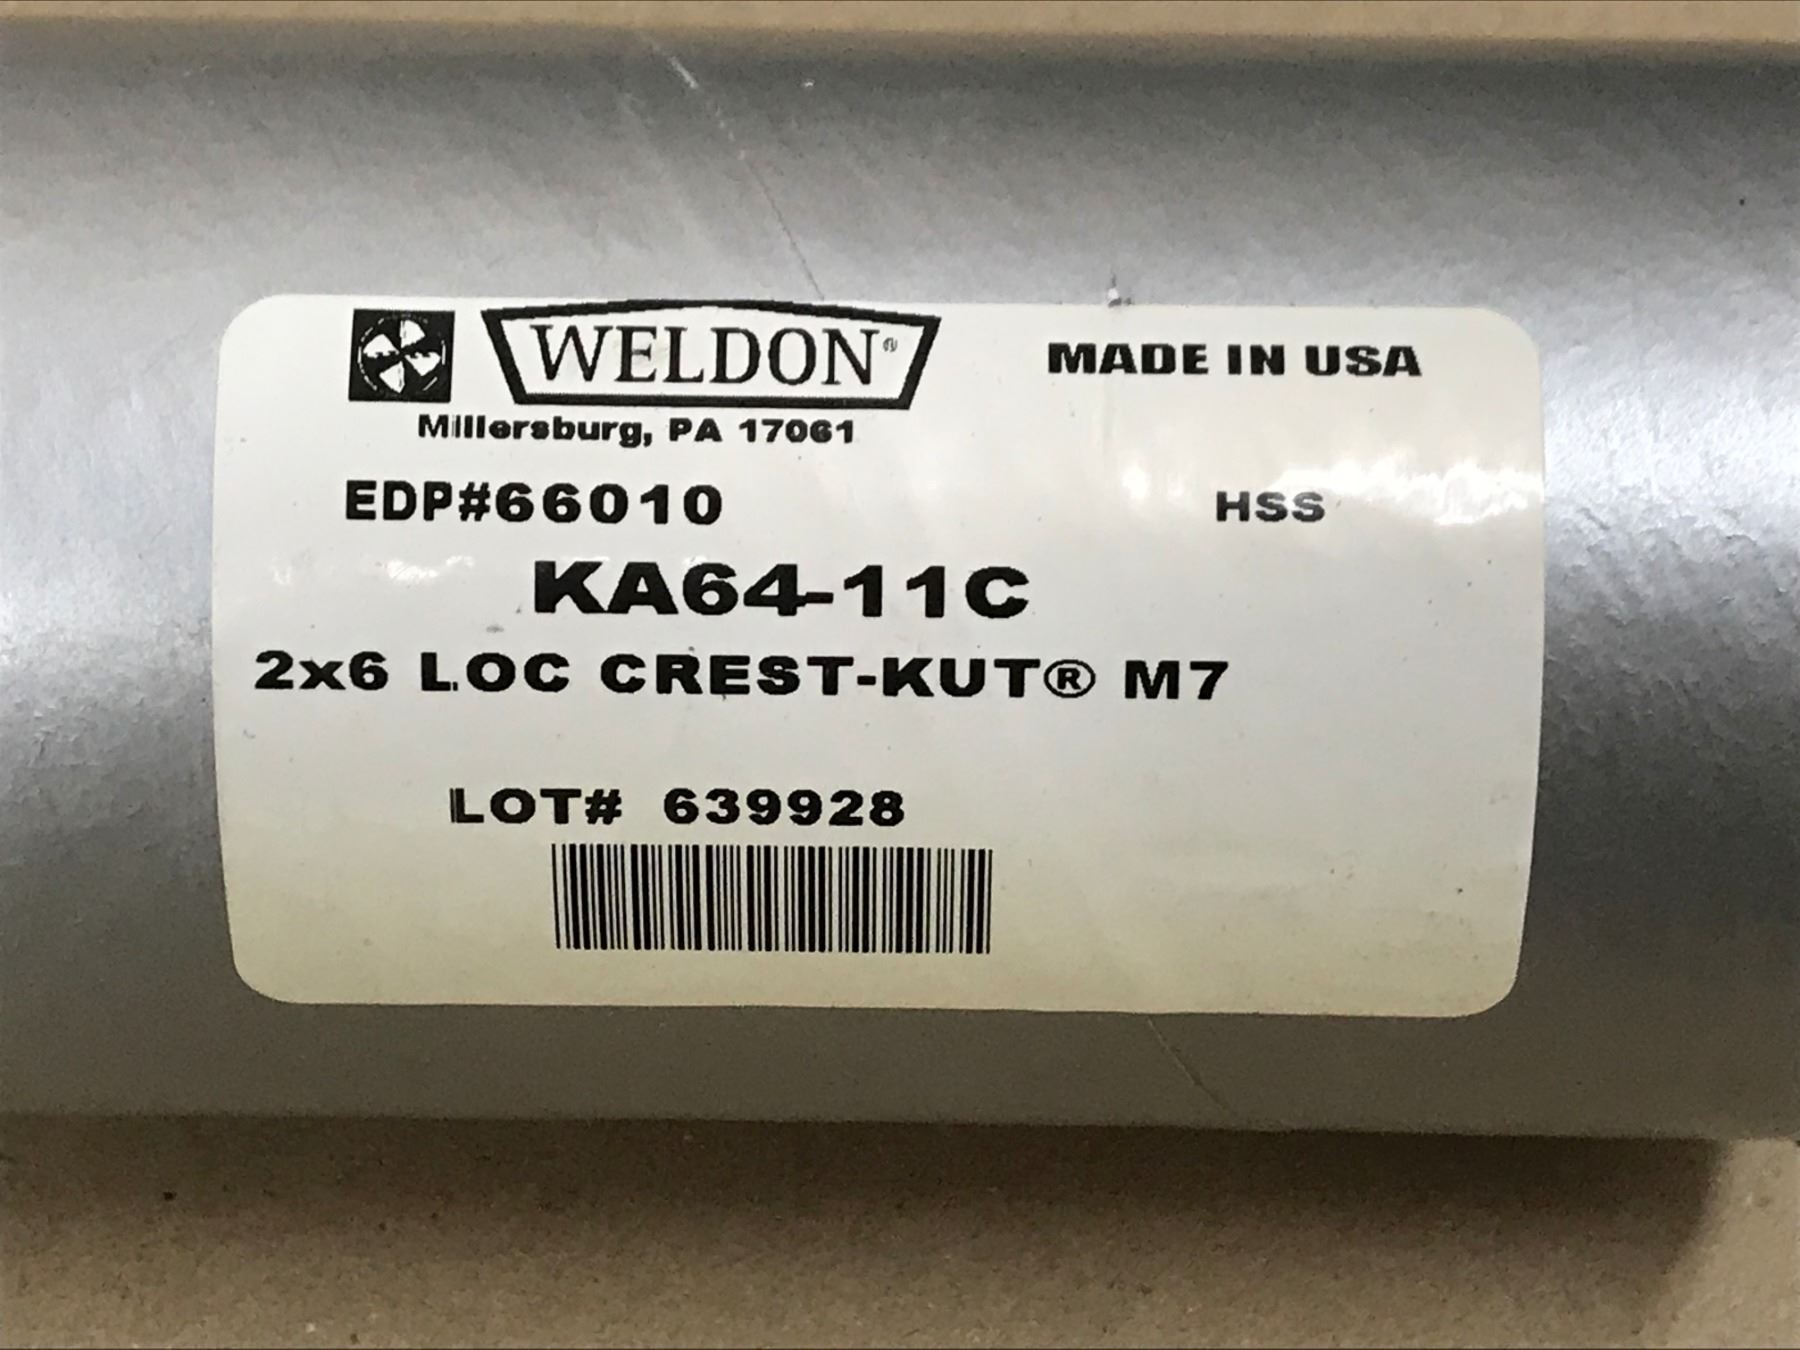 WELDON® MADE IN USA
Millersburg, PA 17061
EDP#66010 HSS
KA64-11C
2x6 LOC CREST-KUT® M7
LOT# 639928